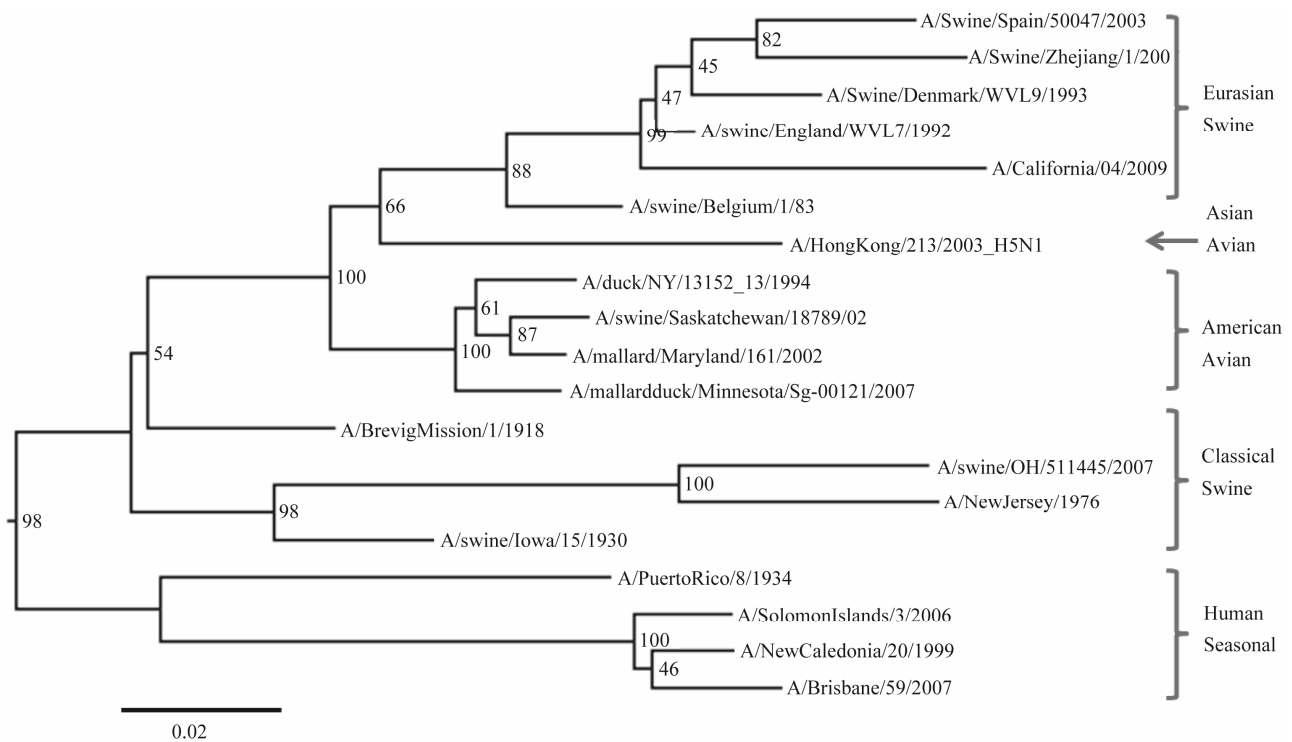 A/Swine/Spain/50047/2003
82
A/Swine/Zhejiang/1/200
45
A/Swine/Denmark/WVL9/1993
47
Eurasian
Swine
99
A/swinc/England/WVL7/1992
A/California/04/2009
88
A/swine/Belgium/1/83
66
Asian
Avian
A/HongKong/213/2003_H5N1
100
A/duck/NY/13152_13/1994
61
A/swine/Saskatchewan/18789/02
87
American
Avian
100
A/mallard/Maryland/161/2002
54
A/mallardduck/Minnesota/Sg-00121/2007
A/BrevigMission/1/1918
Classical
Swine
A/swine/OH/511445/2007
100
A/NewJersey/1976
98
98
A/swine/Iowa/15/1930
A/PuertoRico/8/1934
Human
Seasonal
A/SolomonIslands/3/2006
100
A/NewCaledonia/20/1999
46
A/Brisbane/59/2007
0.02